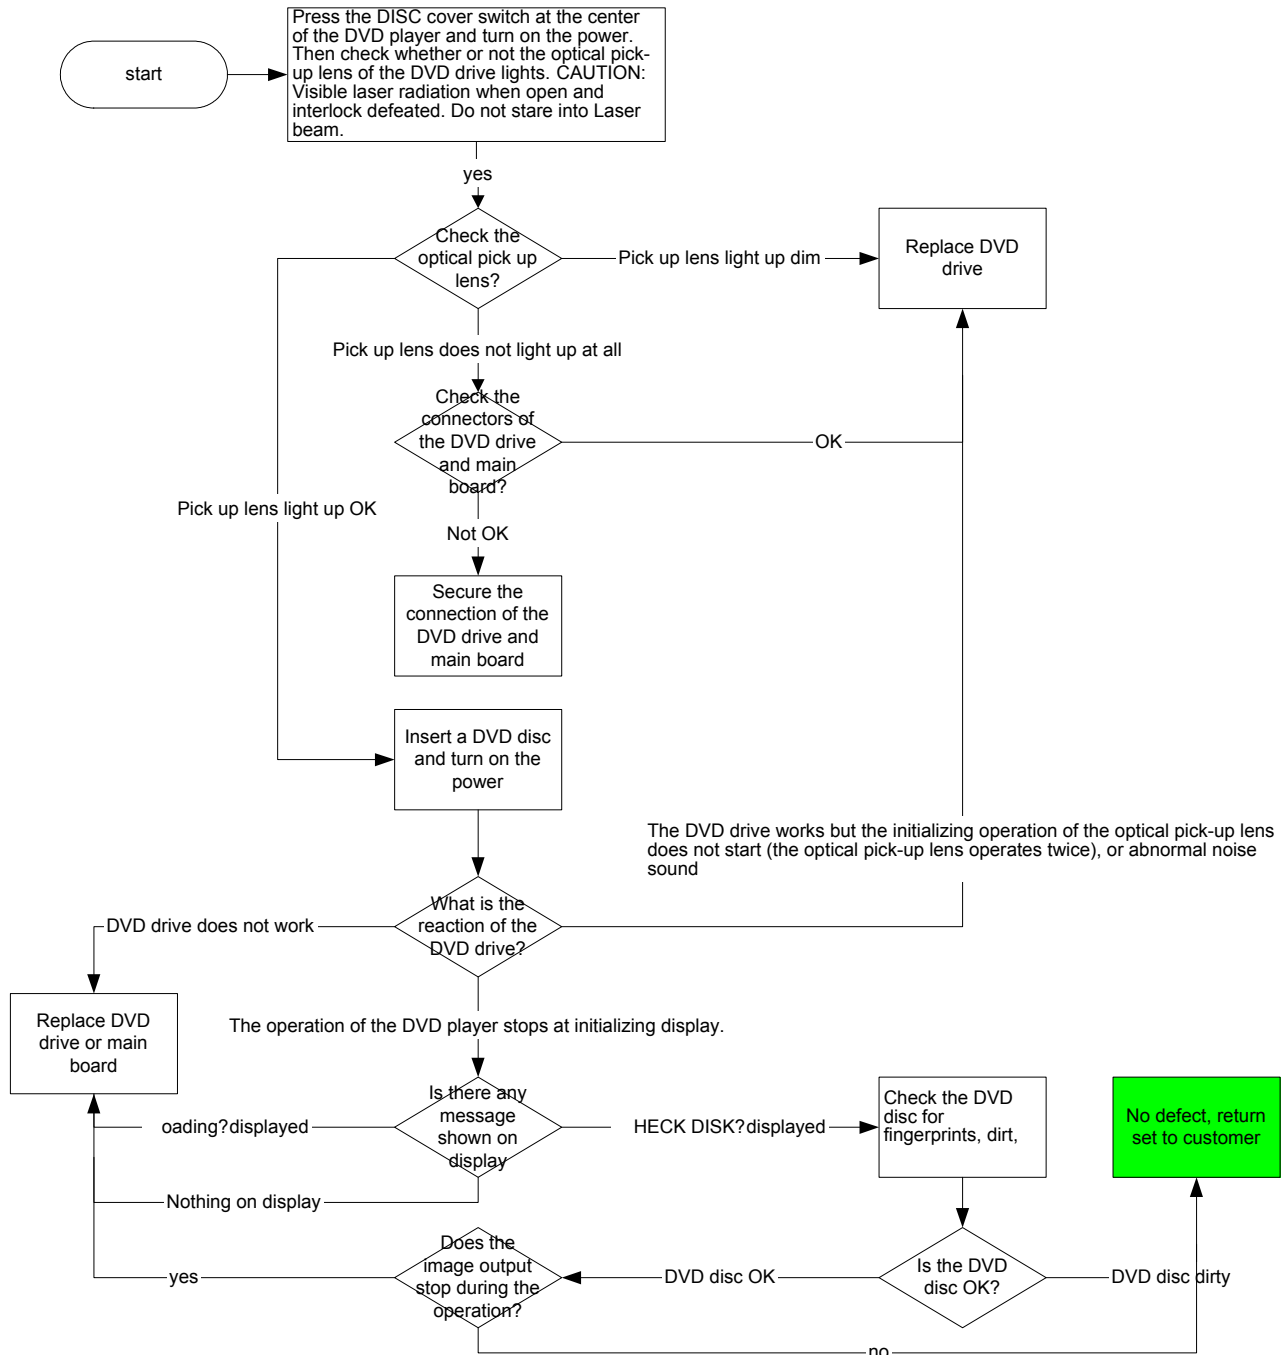 Press the DISC cover switch at the center
of the DVD player and turn on the power.
Then check whether or not the optical pick-
up lens of the DVD drive lights. CAUTION:
Visible laser radiation when open and
interlock defeated. Do not stare into Laser
beam.
start
yes
Check the
optical pick up
lens?
Pick up lens light up dim
Replace DVD
drive
Pick up lens does not light up at all
Check the
connectors of
the DVD drive
and main
board?
OK
Pick up lens light up OK
Not OK
Secure the
connection of the
DVD drive and
main board
Insert a DVD disc
and turn on the
power
The DVD drive works but the initializing operation of the optical pick-up lens
does not start (the optical pick-up lens operates twice), or abnormal noise
sound
What is the
reaction of the
DVD drive?
DVD drive does not work
Replace DVD
drive or main
board
The operation of the DVD player stops at initializing display.
Is there any
message
shown on
display
oading?displayed
HECK DISK?displayed
Check the DVD
disc for
fingerprints, dirt,
No defect, return
set to customer
Nothing on display
Does the
image output
stop during the
operation?
yes
DVD disc OK
Is the DVD
disc OK?
DVD disc dirty
no